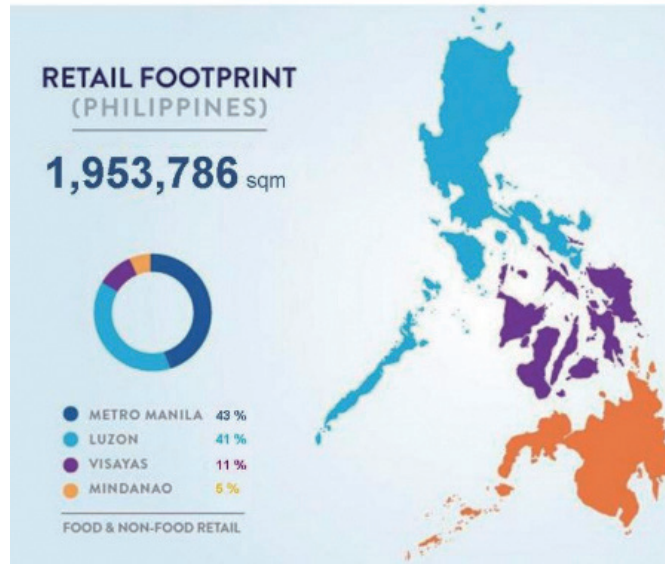 RETAIL FOOTPRINT
(PHILIPPINES)
1,953,786 sqm
METRO MANILA 43 %
LUZON 41 %
VISAYAS 11 %
MINDANAO 5 %
FOOD & NON-FOOD RETAIL